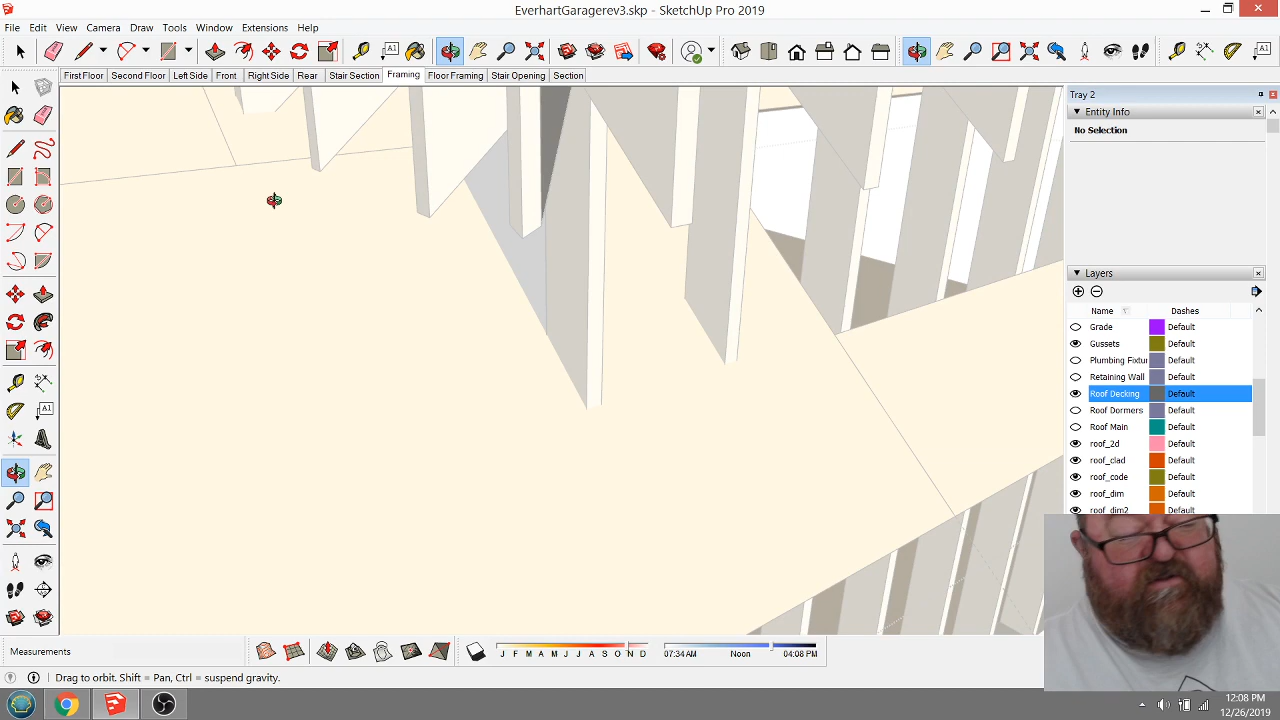 EverhartGaragerev3.skp - SketchUp Pro 2019
File Edit View Camera Draw Tools Window Extensions Help
First Floor Second Floor Left Side Front Right Side Rear Stair Section Framing Floor Framing Stair Opening Section
Tray 2
Entity Info
No Selection
Layers
Name Dashes
Grade Default
Gussets Default
Plumbing Fixtur Default
Retaining Wall Default
Roof Decking Default
Roof Dormers Default
Roof Main Default
roof_2d Default
roof_clad Default
roof_code Default
roof_dim Default
roof_dim2 Default
Measurements
J F M A M J J A S O N D
07:34 AM Noon 04:08 PM
Drag to orbit. Shift = Pan, Ctrl = suspend gravity.
12:08 PM
12/26/2019